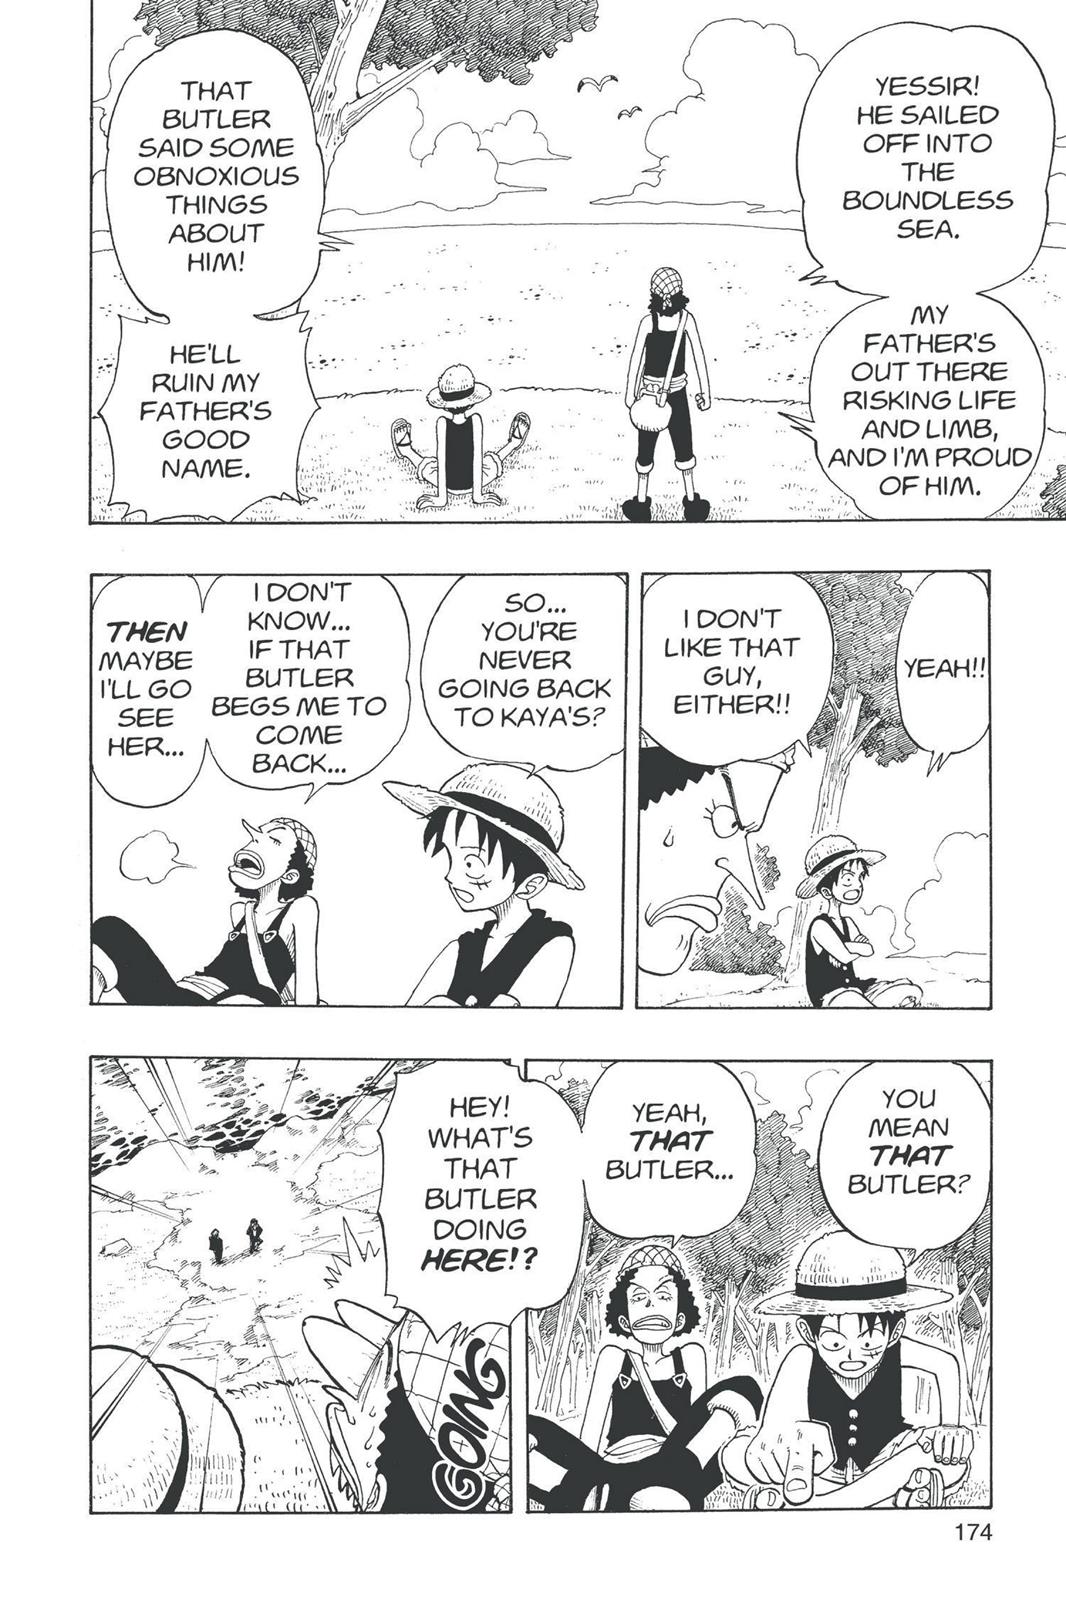 YESSIR!
HE SAILED
OFF INTO
THE
BOUNDLESS
SEA.
MY
FATHER'S
OUT THERE
RISKING LIFE
AND LIMB,
AND I'M PROUD
OF HIM.
THAT
BUTLER
SAID SOME
OBNOXIOUS
THINGS
ABOUT
HIM!
HE'LL
RUIN MY
FATHER'S
GOOD
NAME.
YEAH!!
I DON'T
LIKE THAT
GUY,
EITHER!!
SO...
YOU'RE
NEVER
GOING BACK
TO KAYA'S?
I DON'T
KNOW...
IF THAT
BUTLER
BEGS ME TO
COME
BACK...
THEN
MAYBE
I'LL GO
SEE
HER...
YOU
MEAN
THAT
BUTLER?
YEAH,
THAT
BUTLER...
HEY!
WHAT'S
THAT
BUTLER
DOING
HERE!?
GOING
174